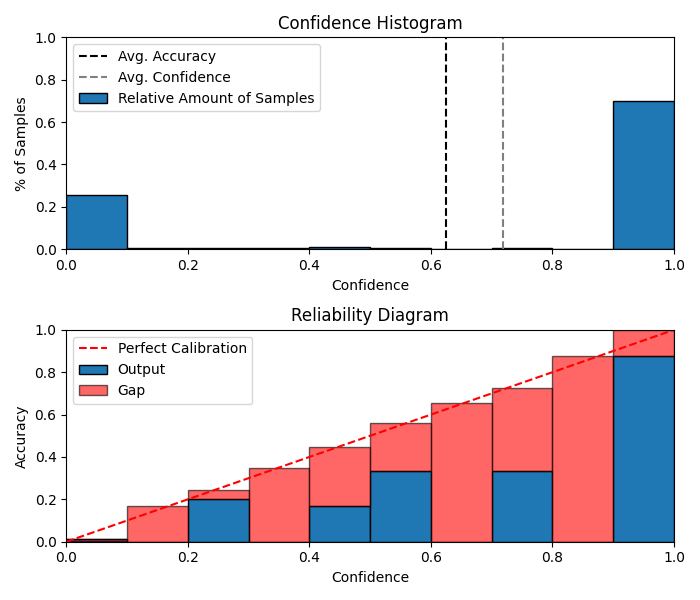 Confidence Histogram
1.0
0.8
0.6
0.4
0.2
0.0
% of Samples
Avg. Accuracy
Avg. Confidence
Relative Amount of Samples
0.0 0.2 0.4 0.6 0.8 1.0
Confidence
Reliability Diagram
1.0
0.8
0.6
0.4
0.2
0.0
Accuracy
Perfect Calibration
Output
Gap
0.0 0.2 0.4 0.6 0.8 1.0
Confidence